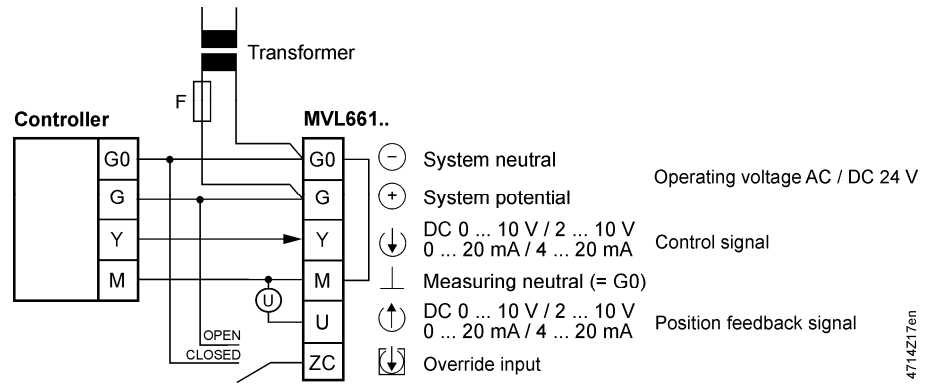 Transformer
F
Controller
MVL661..
G0
G
Y
M
G0
G
Y
M
U
ZC
U
OPEN
CLOSED
−
System neutral
+
System potential
Operating voltage AC / DC 24 V
DC 0 ... 10 V / 2 ... 10 V
0 ... 20 mA / 4 ... 20 mA
Control signal
Measuring neutral (= G0)
DC 0 ... 10 V / 2 ... 10 V
0 ... 20 mA / 4 ... 20 mA
Position feedback signal
Override input
4714Z17en